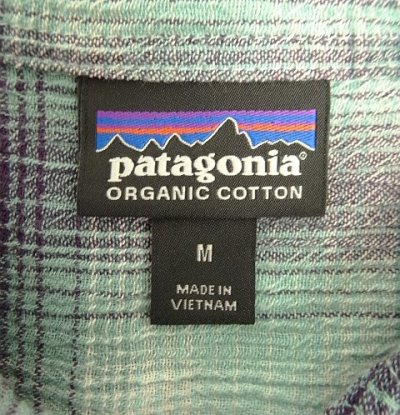 patagonia®
ORGANIC COTTON
M
MADE IN
VIETNAM